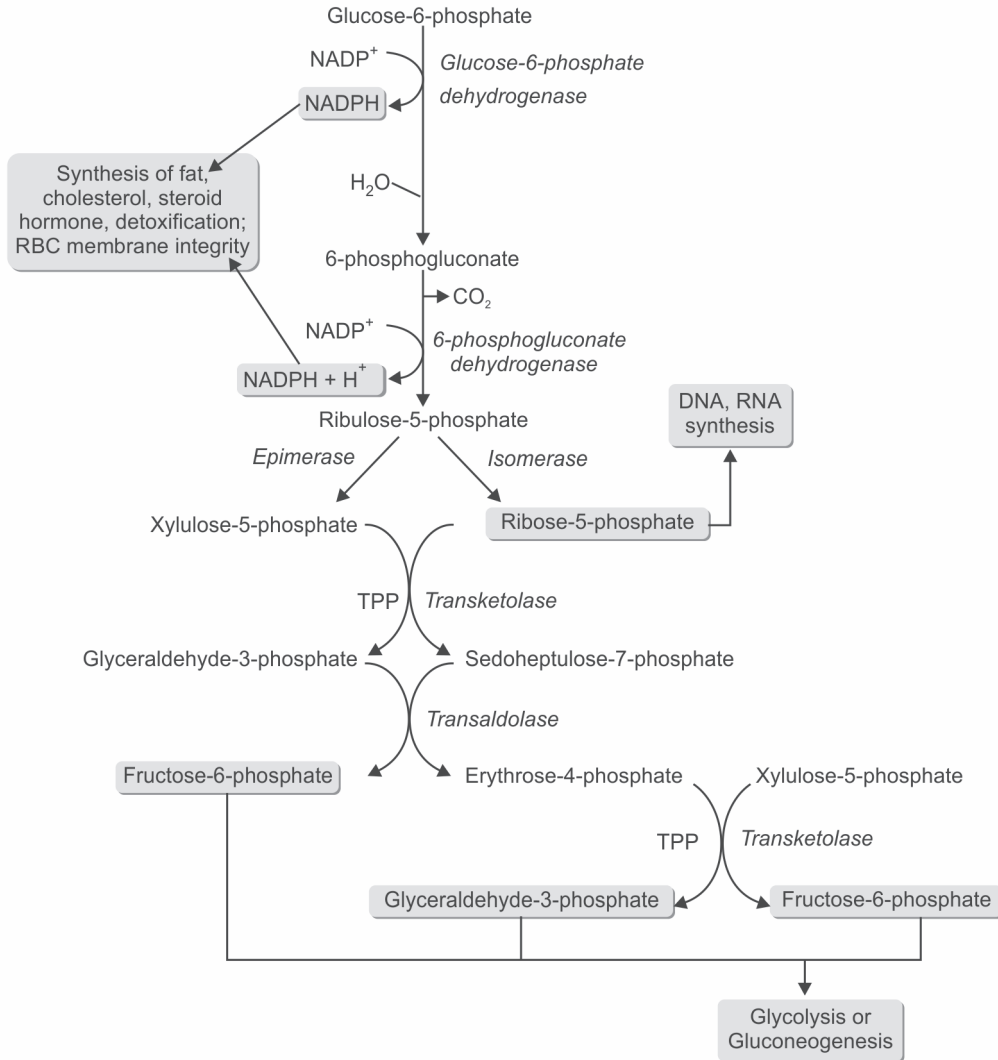 Glucose-6-phosphate
NADP+
Glucose-6-phosphate
dehydrogenase
NADPH
Synthesis of fat,
cholesterol, steroid
hormone, detoxification;
RBC membrane integrity
H₂O
6-phosphogluconate
CO₂
NADP+
6-phosphogluconate
dehydrogenase
NADPH + H+
Ribulose-5-phosphate
DNA, RNA
synthesis
Epimerase
Isomerase
Xylulose-5-phosphate
Ribose-5-phosphate
TPP
Transketolase
Glyceraldehyde-3-phosphate
Sedoheptulose-7-phosphate
Transaldolase
Fructose-6-phosphate
Erythrose-4-phosphate
Xylulose-5-phosphate
TPP
Transketolase
Glyceraldehyde-3-phosphate
Fructose-6-phosphate
Glycolysis or
Gluconeogenesis